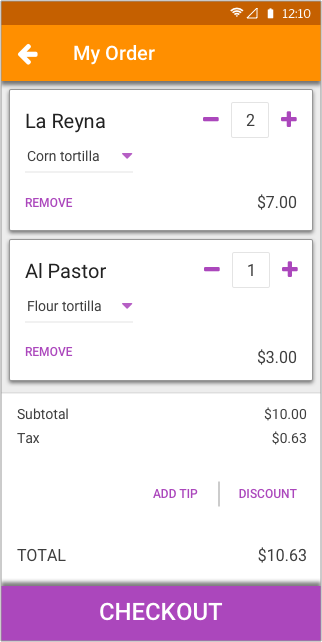 12:10
My Order
La Reyna
2
Corn tortilla
REMOVE
$7.00
Al Pastor
1
Flour tortilla
REMOVE
$3.00
Subtotal $10.00
Tax $0.63
ADD TIP DISCOUNT
TOTAL $10.63
CHECKOUT